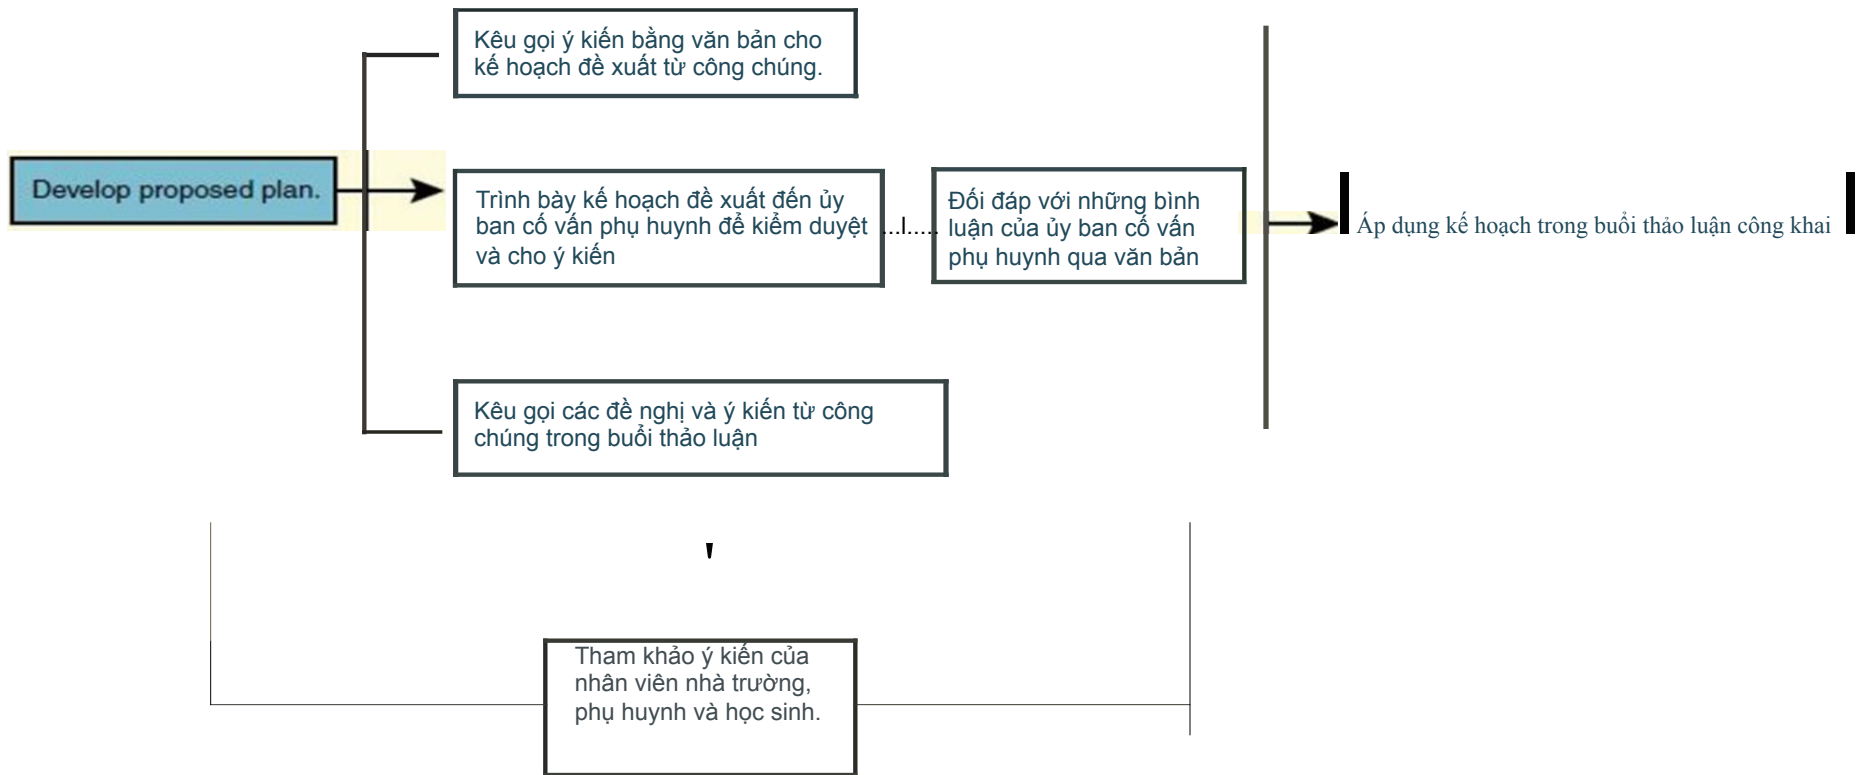 Kêu gọi ý kiến bằng văn bản cho
kế hoạch đề xuất từ công chúng.
Develop proposed plan.
Trình bày kế hoạch đề xuất đến ủy
ban cố vấn phụ huynh để kiểm duyệt
và cho ý kiến
...l.....
Đối đáp với những bình
luận của ủy ban cố vấn
phụ huynh qua văn bản
Áp dụng kế hoạch trong buổi thảo luận công khai
Kêu gọi các đề nghị và ý kiến từ công
chúng trong buổi thảo luận
'
Tham khảo ý kiến của
nhân viên nhà trường,
phụ huynh và học sinh.